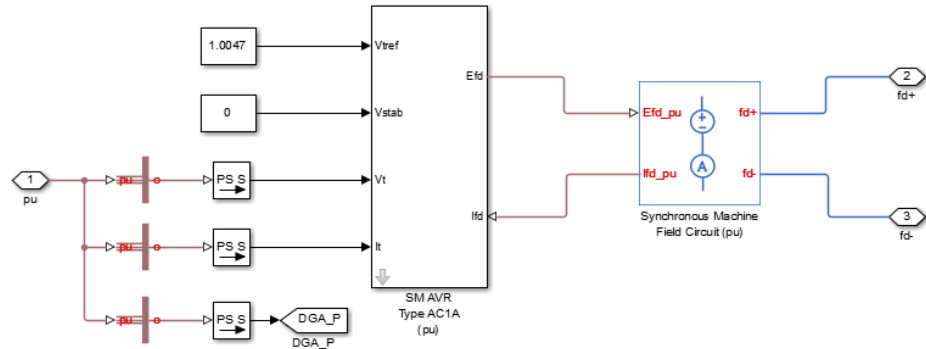 1.0047
Vtref
Efd
2
fd+
0
Vstab
Efd_pu
fd+
1
pu
pu
o
PS S
Vt
Ifd_pu
fd-
Ifd
3
fd-
Synchronous Machine
Field Circuit (pu)
pu
o
PS S
It
SM AVR
Type AC1A
(pu)
pu
o
PS S
DGA_P
DGA_P
A